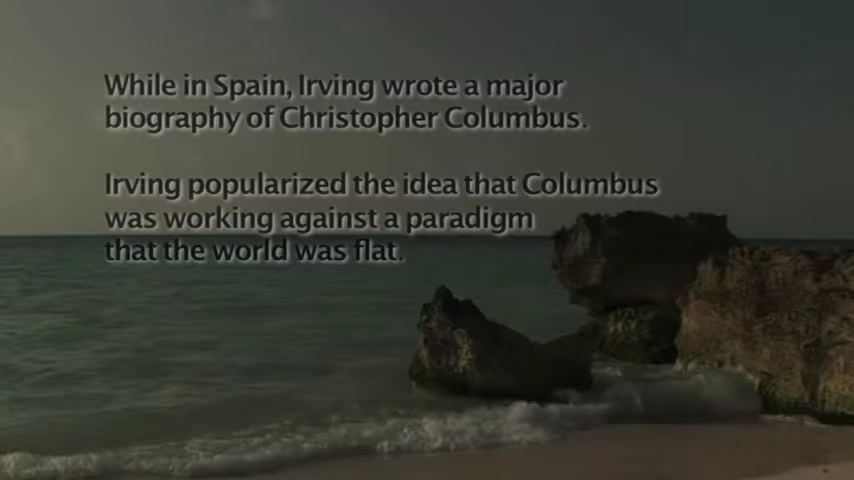 While in Spain, Irving wrote a major
biography of Christopher Columbus.
Irving popularized the idea that Columbus
was working against a paradigm
that the world was flat.